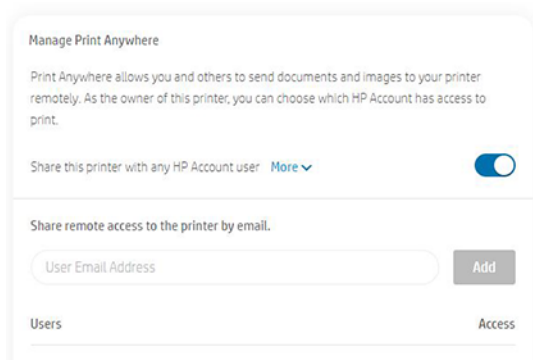 Manage Print Anywhere
Print Anywhere allows you and others to send documents and images to your printer
remotely. As the owner of this printer, you can choose which HP Account has access to
print.
Share this printer with any HP Account user More
Share remote access to the printer by email.
User Email Address Add
Users Access